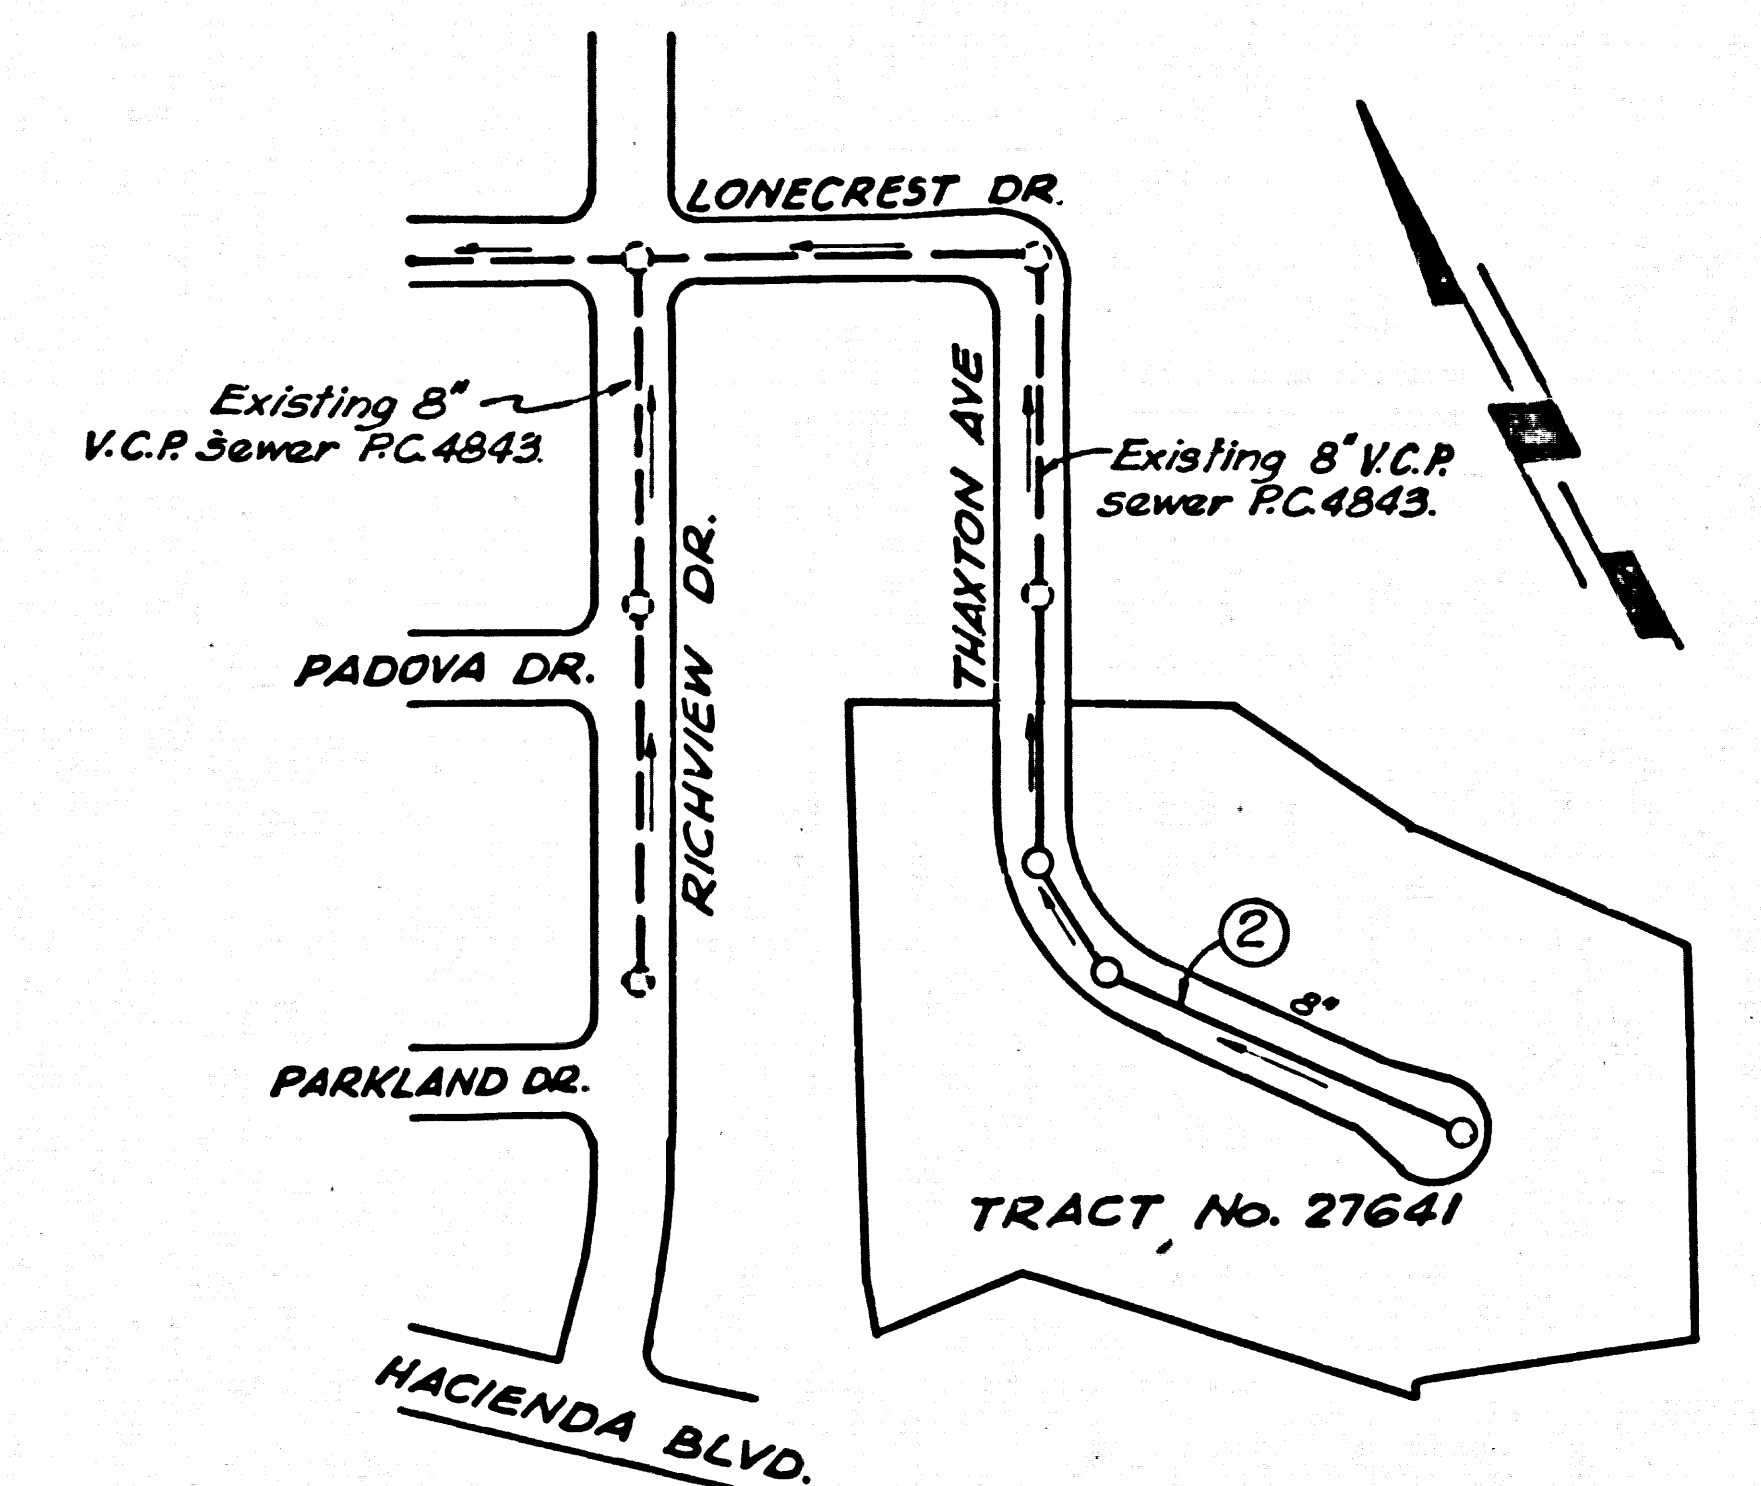 LONECREST DR.
Existing 8"
V.C.P. sewer P.C. 4843.
THAXTON AVE
Existing 8" V.C.P.
sewer P.C. 4843.
RICHVIEW DR.
PADOVA DR.
2
8"
PARKLAND DR.
TRACT No. 27641
HACIENDA BLVD.